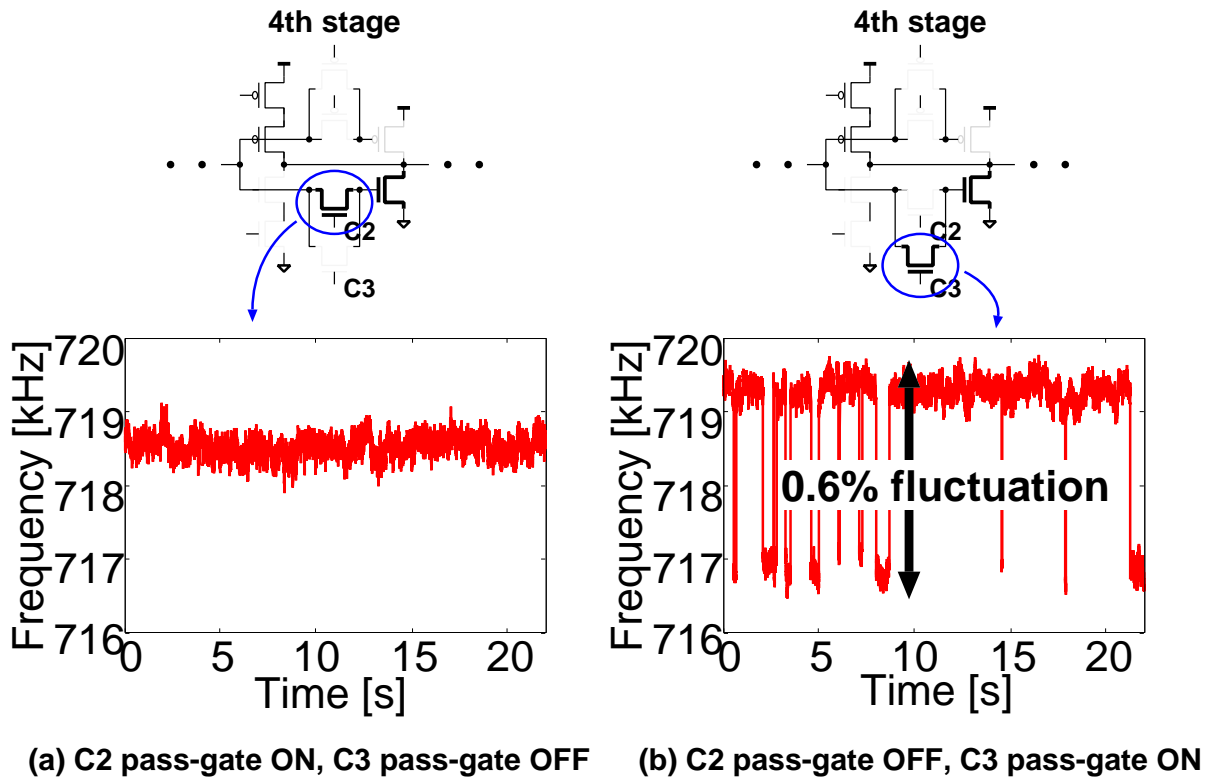 4th stage
C2
C3
Frequency [kHz]
720
719
718
717
716
0 5 10 15 20
Time [s]
(a) C2 pass-gate ON, C3 pass-gate OFF
4th stage
C2
C3
Frequency [kHz]
720
719
718
717
716
0.6% fluctuation
0 5 10 15 20
Time [s]
(b) C2 pass-gate OFF, C3 pass-gate ON